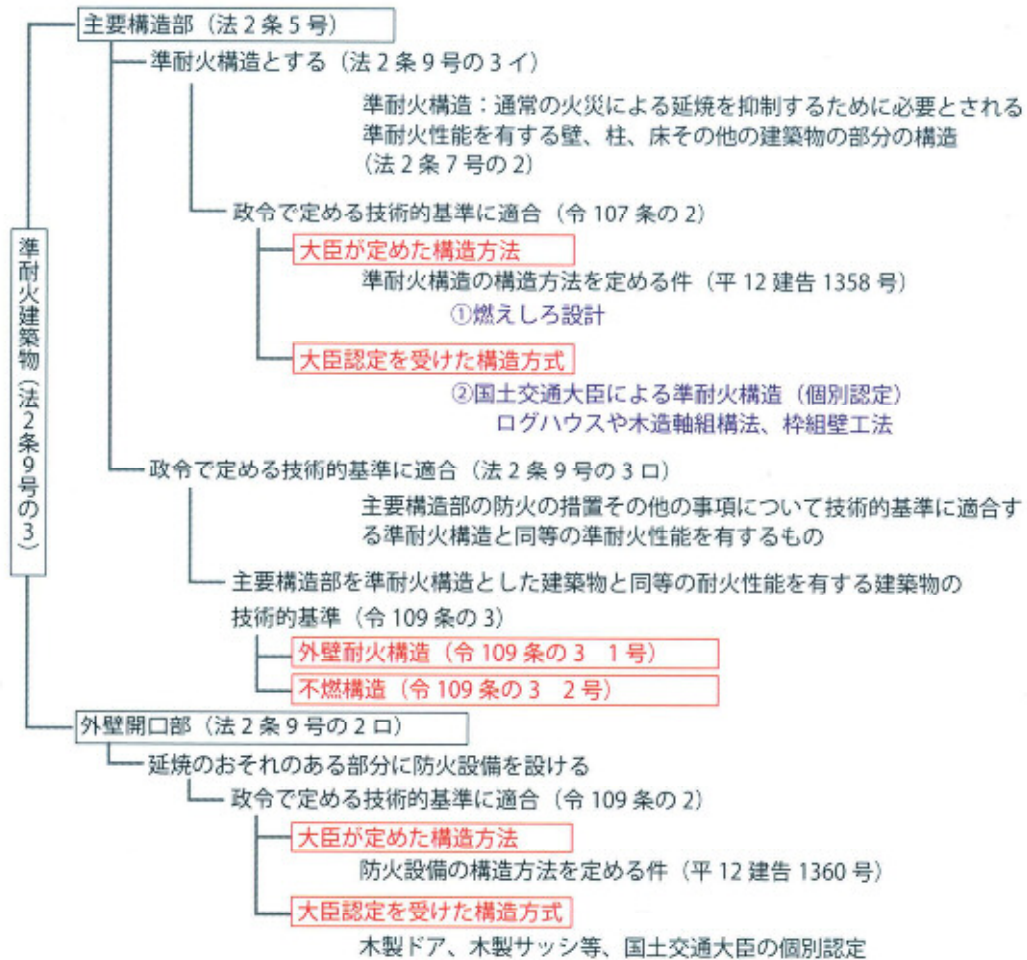 主要構造部（法２条５号）
準耐火構造とする（法２条９号の３イ）
準耐火構造：通常の火災による延焼を抑制するために必要とされる
準耐火性能を有する壁、柱、床その他の建築物の部分の構造
（法２条７号の２）
政令で定める技術的基準に適合（令107条の２）
大臣が定めた構造方法
準耐火構造の構造方法を定める件（平12建告1358号）
①燃えしろ設計
大臣認定を受けた構造方式
②国土交通大臣による準耐火構造（個別認定）
ログハウスや木造軸組構法、枠組壁工法
準耐火建築物（法２条９号の３）
政令で定める技術的基準に適合（法２条９号の３ロ）
主要構造部の防火の措置その他の事項について技術的基準に適合す
る準耐火構造と同等の準耐火性能を有するもの
主要構造部を準耐火構造とした建築物と同等の耐火性能を有する建築物の
技術的基準（令109条の３）
外壁耐火構造（令109条の３　１号）
不燃構造（令109条の３　２号）
外壁開口部（法２条９号の２ロ）
延焼のおそれのある部分に防火設備を設ける
政令で定める技術的基準に適合（令109条の２）
大臣が定めた構造方法
防火設備の構造方法を定める件（平12建告1360号）
大臣認定を受けた構造方式
木製ドア、木製サッシ等、国土交通大臣の個別認定